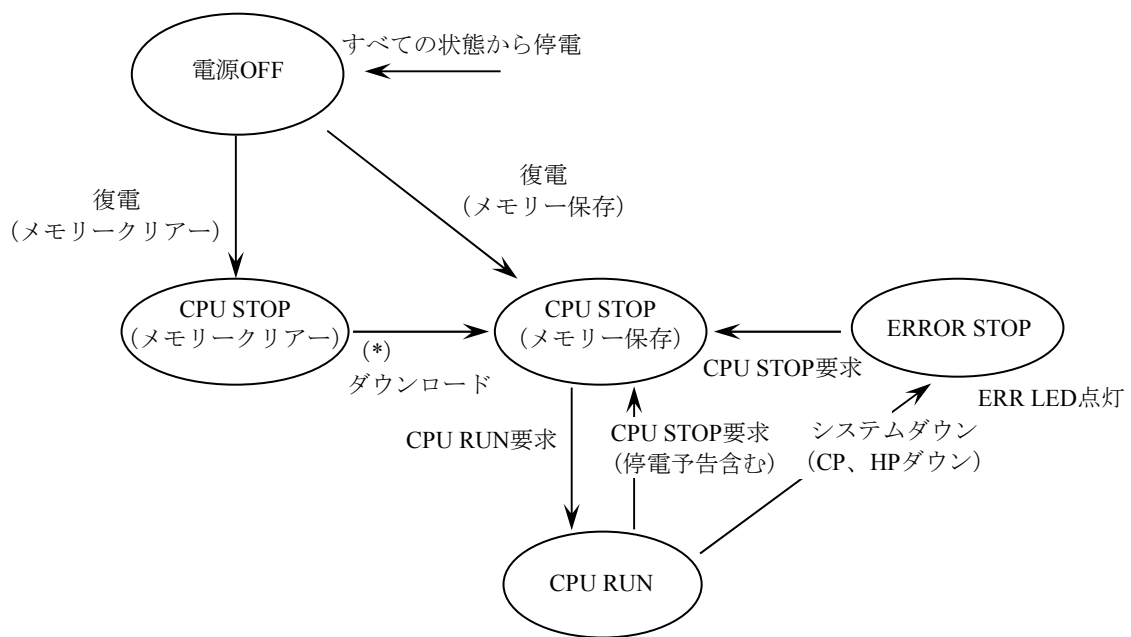 すべての状態から停電
電源OFF
復電
（メモリー保存）
復電
（メモリークリアー）
CPU STOP
（メモリークリアー）
CPU STOP
（メモリー保存）
ERROR STOP
(*)
ダウンロード
CPU STOP要求
ERR LED点灯
CPU RUN要求
CPU STOP要求
（停電予告含む）
システムダウン
（CP、HPダウン）
CPU RUN